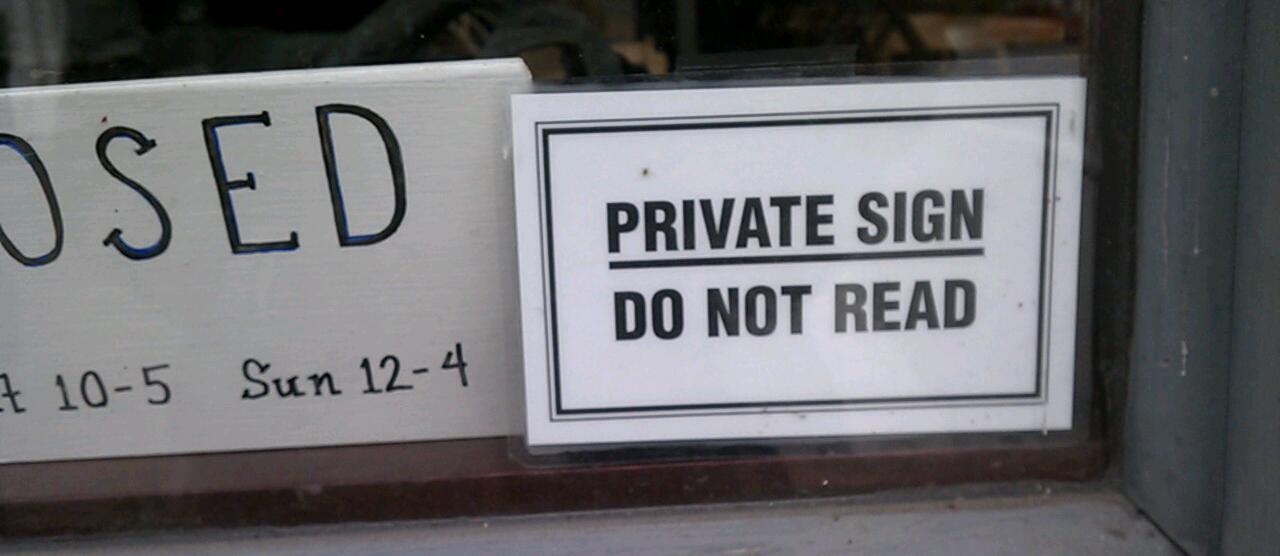 OSED
t 10-5 Sun 12-4
PRIVATE SIGN
DO NOT READ